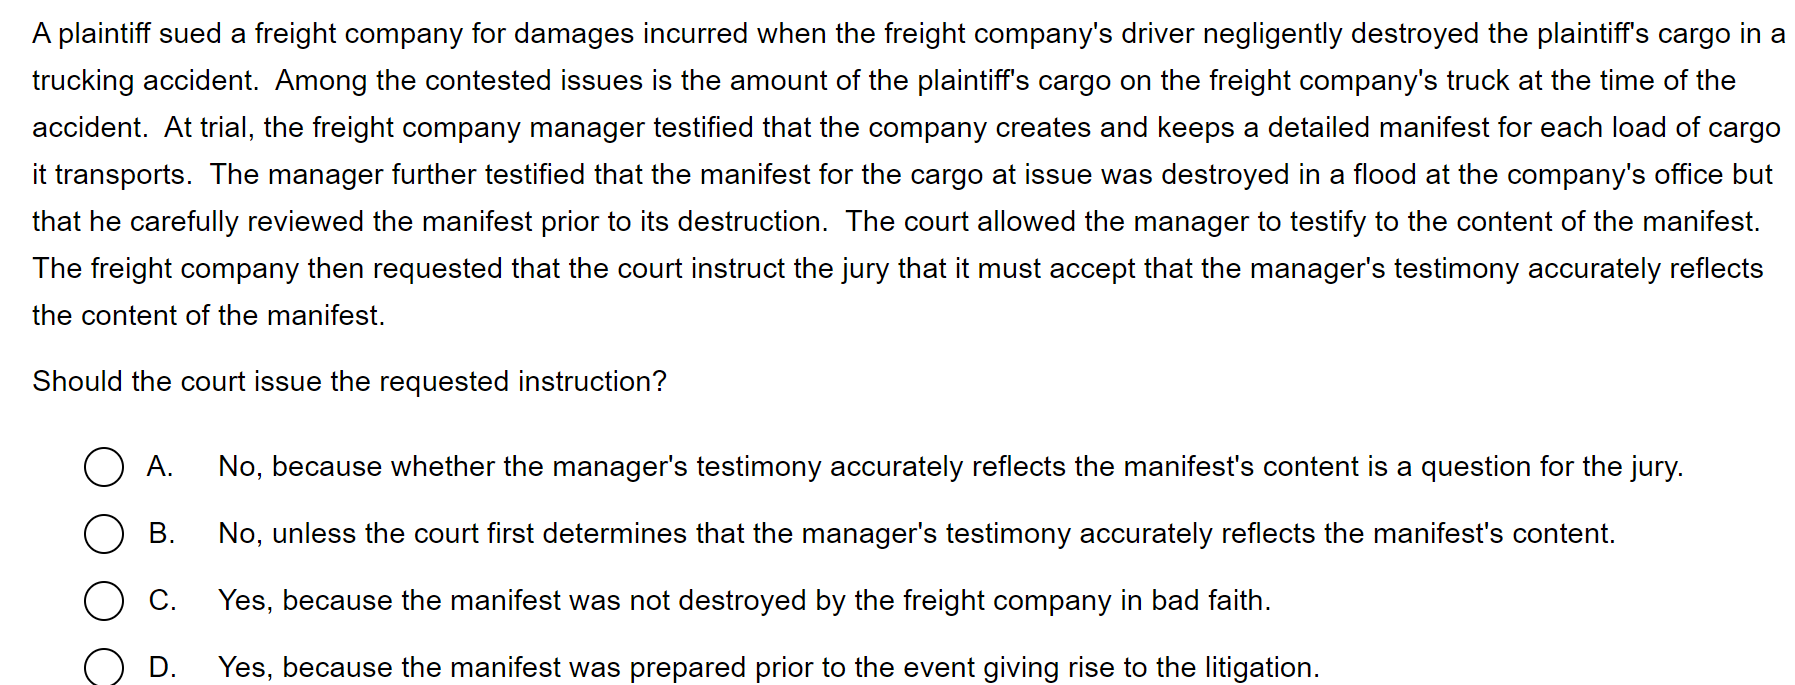 A plaintiff sued a freight company for damages incurred when the freight company's driver negligently destroyed the plaintiff's cargo in a
trucking accident.  Among the contested issues is the amount of the plaintiff's cargo on the freight company's truck at the time of the
accident.  At trial, the freight company manager testified that the company creates and keeps a detailed manifest for each load of cargo
it transports.  The manager further testified that the manifest for the cargo at issue was destroyed in a flood at the company's office but
that he carefully reviewed the manifest prior to its destruction.  The court allowed the manager to testify to the content of the manifest.
The freight company then requested that the court instruct the jury that it must accept that the manager's testimony accurately reflects
the content of the manifest.
Should the court issue the requested instruction?
A. No, because whether the manager's testimony accurately reflects the manifest's content is a question for the jury.
B. No, unless the court first determines that the manager's testimony accurately reflects the manifest's content.
C. Yes, because the manifest was not destroyed by the freight company in bad faith.
D. Yes, because the manifest was prepared prior to the event giving rise to the litigation.